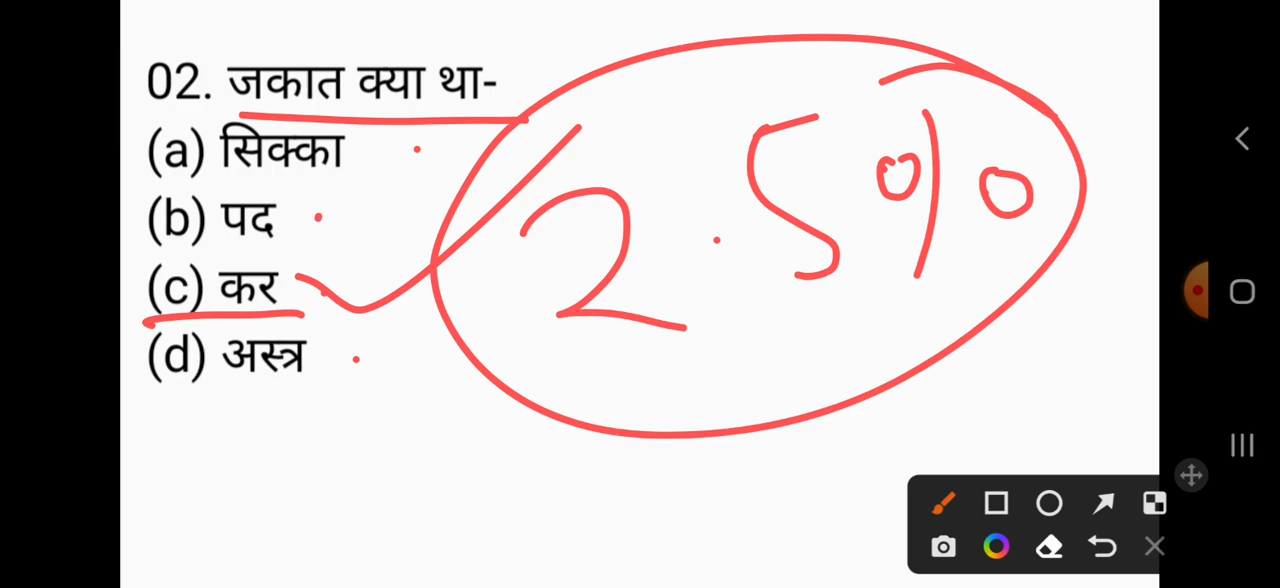 02. जकात क्या था-
(a) सिक्का
(b) पद
(c) कर
(d) अस्त्र
2.5%